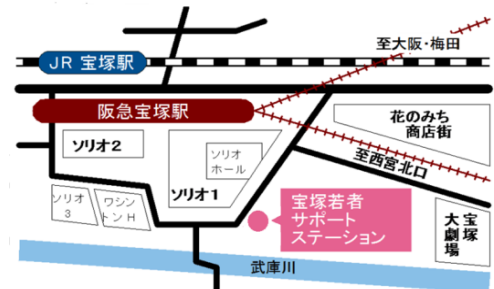 至大阪・梅田
JR 宝塚駅
阪急宝塚駅
花のみち
商店街
ソリオ2
ソリオ
ホール
至西宮北口
ソリオ1
ソリオ
3
ワシン
トンH
宝塚若者
サポート
ステーション
宝塚
大劇場
武庫川